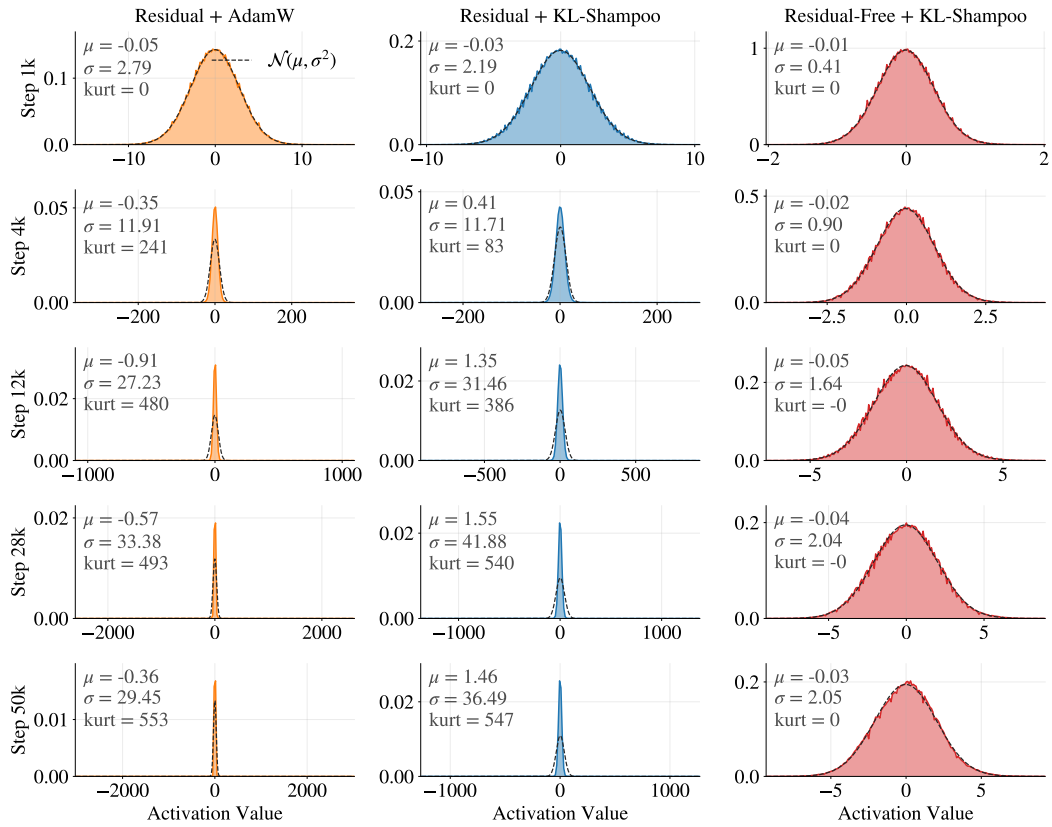 Residual + AdamW
Residual + KL-Shampoo
Residual-Free + KL-Shampoo
Step 1k
0.1
0.0
μ = -0.05
σ = 2.79
kurt = 0
𝒩(μ, σ²)
−10
0
10
0.2
0.0
μ = -0.03
σ = 2.19
kurt = 0
−10
0
10
1
0
μ = -0.01
σ = 0.41
kurt = 0
−2
0
2
Step 4k
0.05
0.00
μ = -0.35
σ = 11.91
kurt = 241
−200
0
200
0.05
0.00
μ = 0.41
σ = 11.71
kurt = 83
−200
0
200
0.5
0.0
μ = -0.02
σ = 0.90
kurt = 0
−2.5
0.0
2.5
Step 12k
0.02
0.00
μ = -0.91
σ = 27.23
kurt = 480
−1000
0
1000
0.02
0.00
μ = 1.35
σ = 31.46
kurt = 386
−500
0
500
0.2
0.0
μ = -0.05
σ = 1.64
kurt = -0
−5
0
5
Step 28k
0.02
0.00
μ = -0.57
σ = 33.38
kurt = 493
−2000
0
2000
0.02
0.00
μ = 1.55
σ = 41.88
kurt = 540
−1000
0
1000
0.2
0.0
μ = -0.04
σ = 2.04
kurt = -0
−5
0
5
Step 50k
0.01
0.00
μ = -0.36
σ = 29.45
kurt = 553
−2000
0
2000
Activation Value
0.02
0.00
μ = 1.46
σ = 36.49
kurt = 547
−1000
0
1000
Activation Value
0.2
0.0
μ = -0.03
σ = 2.05
kurt = 0
−5
0
5
Activation Value